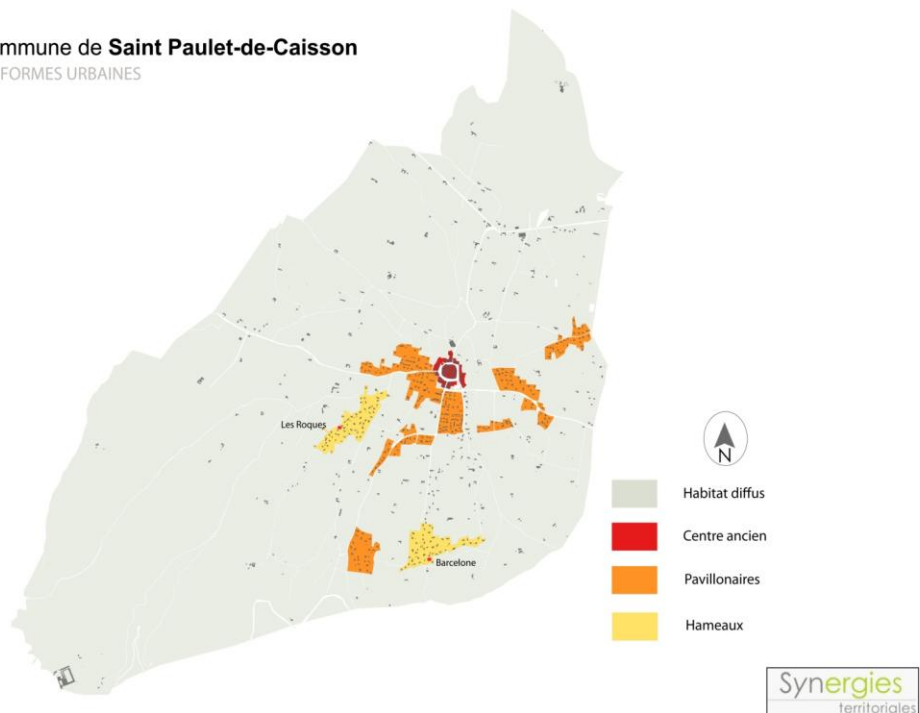 mmune de Saint Paulet-de-Caisson
FORMES URBAINES
Les Roques
Barcelone
N
Habitat diffus
Centre ancien
Pavillonaires
Hameaux
Synergies
territoriales